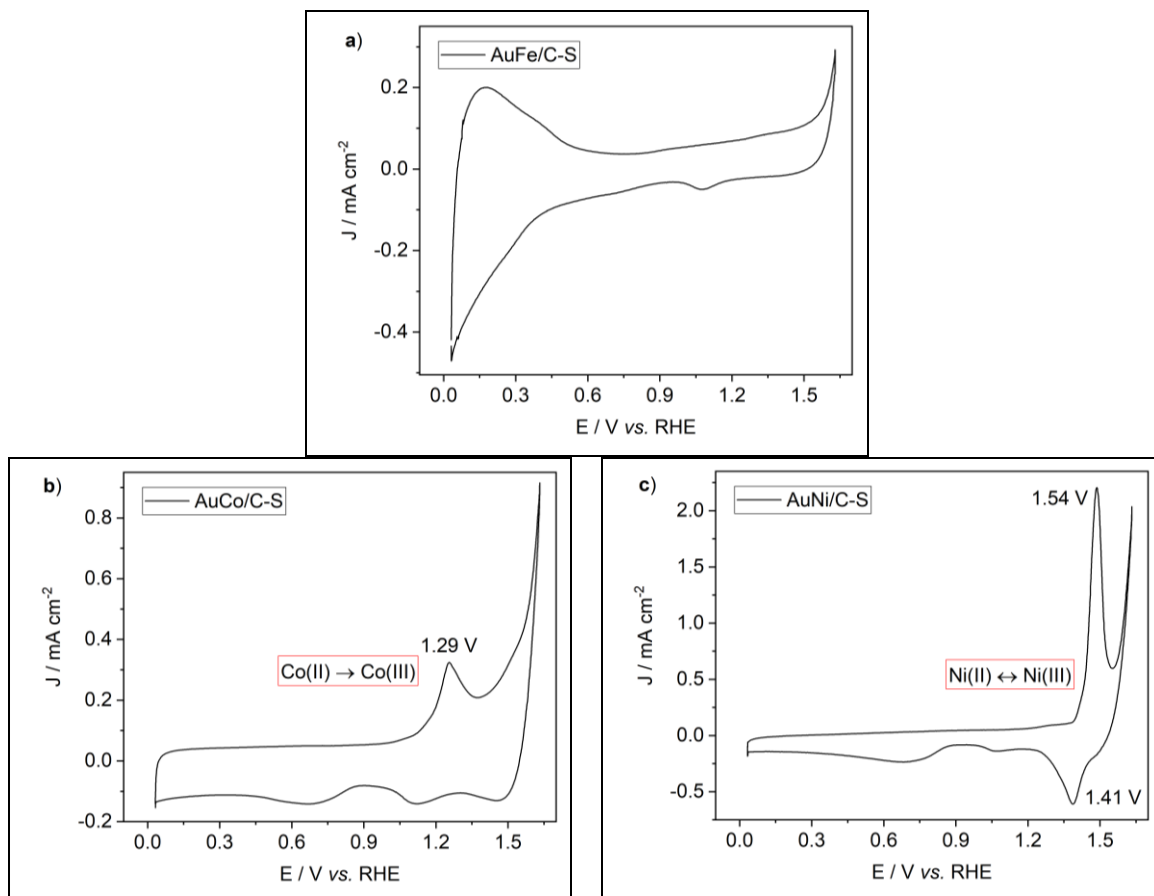 a)
AuFe/C-S
0.2
0.0
-0.2
-0.4
J / mA cm-2
0.0 0.3 0.6 0.9 1.2 1.5
E / V vs. RHE
b)
AuCo/C-S
0.8
0.6
0.4
0.2
0.0
-0.2
J / mA cm-2
1.29 V
Co(II) → Co(III)
0.0 0.3 0.6 0.9 1.2 1.5
E / V vs. RHE
c)
AuNi/C-S
2.0
1.5
1.0
0.5
0.0
-0.5
J / mA cm-2
1.54 V
Ni(II) ↔ Ni(III)
1.41 V
0.0 0.3 0.6 0.9 1.2 1.5
E / V vs. RHE